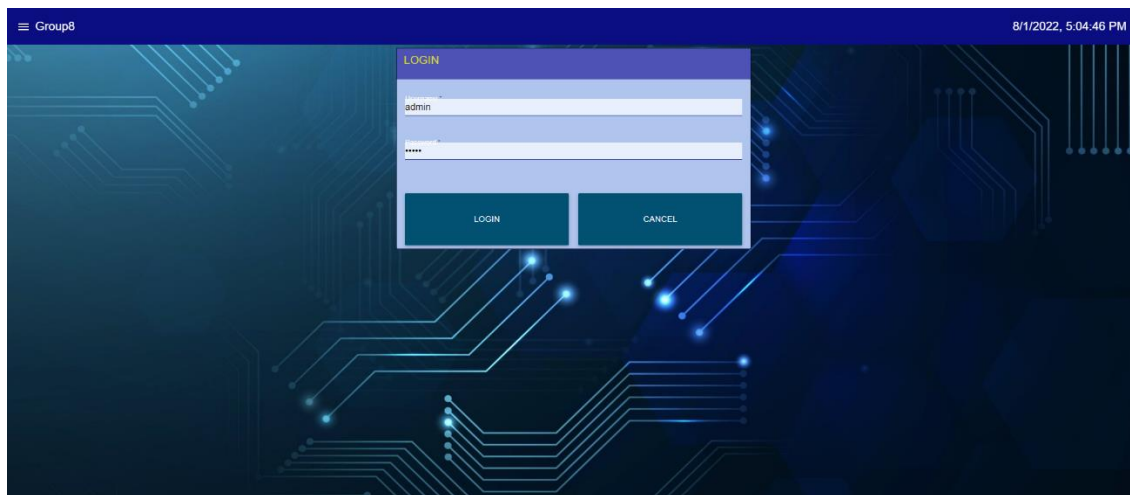 Group8
8/1/2022, 5:04:46 PM
LOGIN
admin
•••••
LOGIN
CANCEL